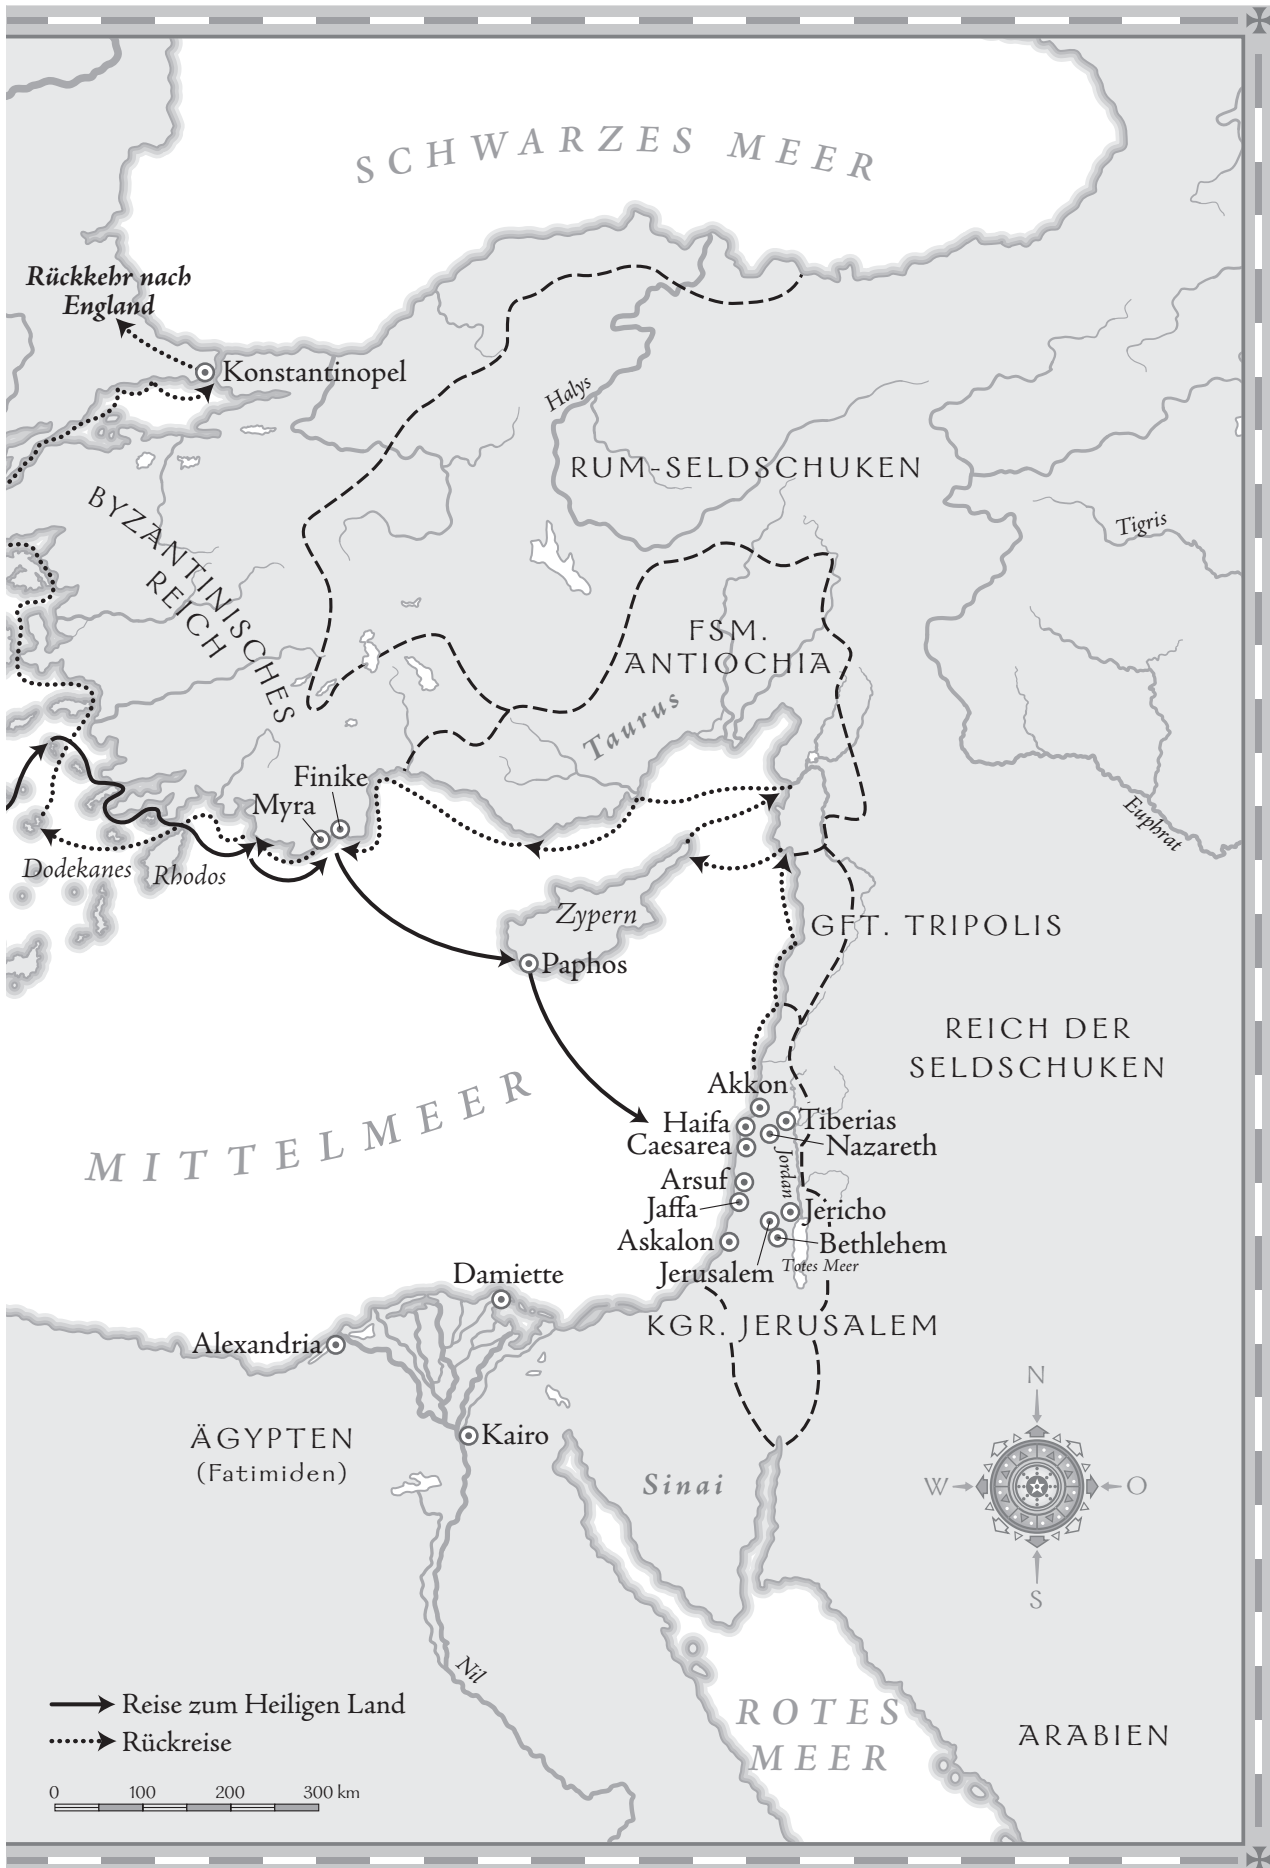 SCHWARZES MEER
Rückkehr nach
England
Konstantinopel
Halys
RUM-SELDSCHUKEN
Tigris
BYZANTINISCHES
REICH
FSM.
ANTIOCHIA
Taurus
Finike
Myra
Euphrat
Dodekanes
Rhodos
Zypern
GFT. TRIPOLIS
Paphos
REICH DER
SELDSCHUKEN
MITTELMEER
Akkon
Haifa
Tiberias
Caesarea
Nazareth
Jordan
Arsuf
Jaffa
Jericho
Askalon
Bethlehem
Totes Meer
Jerusalem
Damiette
KGR. JERUSALEM
Alexandria
N
ÄGYPTEN
(Fatimiden)
Kairo
Sinai
W
O
S
Nil
Reise zum Heiligen Land
Rückreise
ROTES
MEER
ARABIEN
0 100 200 300 km